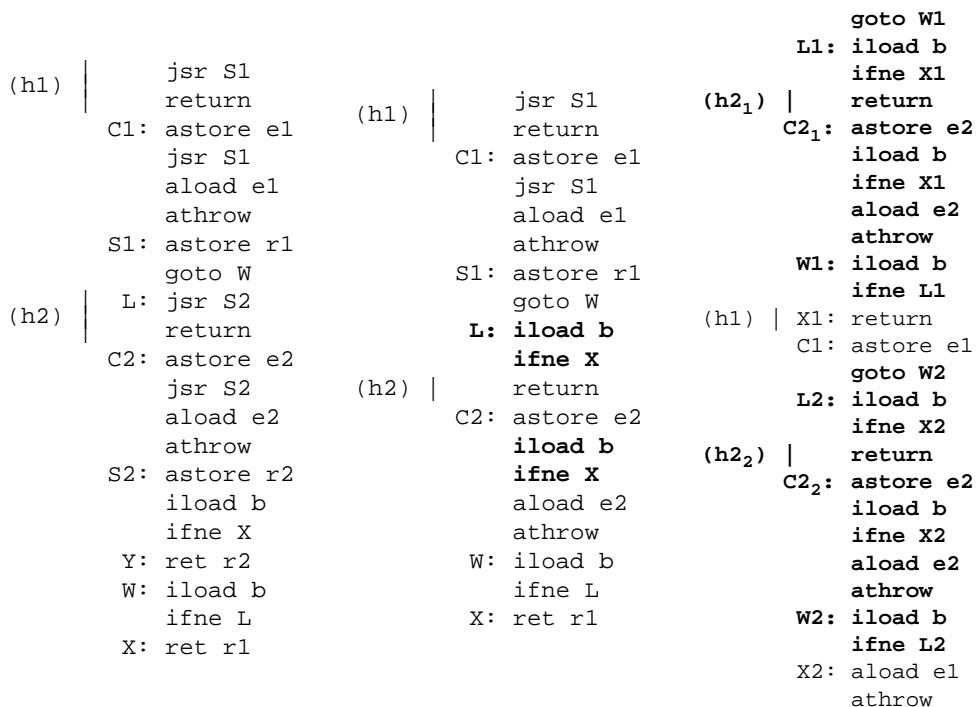 (h1) | jsr S1
return
C1: astore e1
jsr S1
aload e1
athrow
S1: astore r1
goto W
(h2) | L: jsr S2
return
C2: astore e2
jsr S2
aload e2
athrow
S2: astore r2
iload b
ifne X
Y: ret r2
W: iload b
ifne L
X: ret r1
(h1) | jsr S1
return
C1: astore e1
jsr S1
aload e1
athrow
S1: astore r1
goto W
L: iload b
ifne X
(h2) | return
C2: astore e2
iload b
ifne X
aload e2
athrow
W: iload b
ifne L
X: ret r1
goto W1
L1: iload b
ifne X1
(h2₁) | return
C2₁: astore e2
iload b
ifne X1
aload e2
athrow
W1: iload b
ifne L1
(h1) | X1: return
C1: astore e1
goto W2
L2: iload b
ifne X2
(h2₂) | return
C2₂: astore e2
iload b
ifne X2
aload e2
athrow
W2: iload b
ifne L2
X2: aload e1
athrow